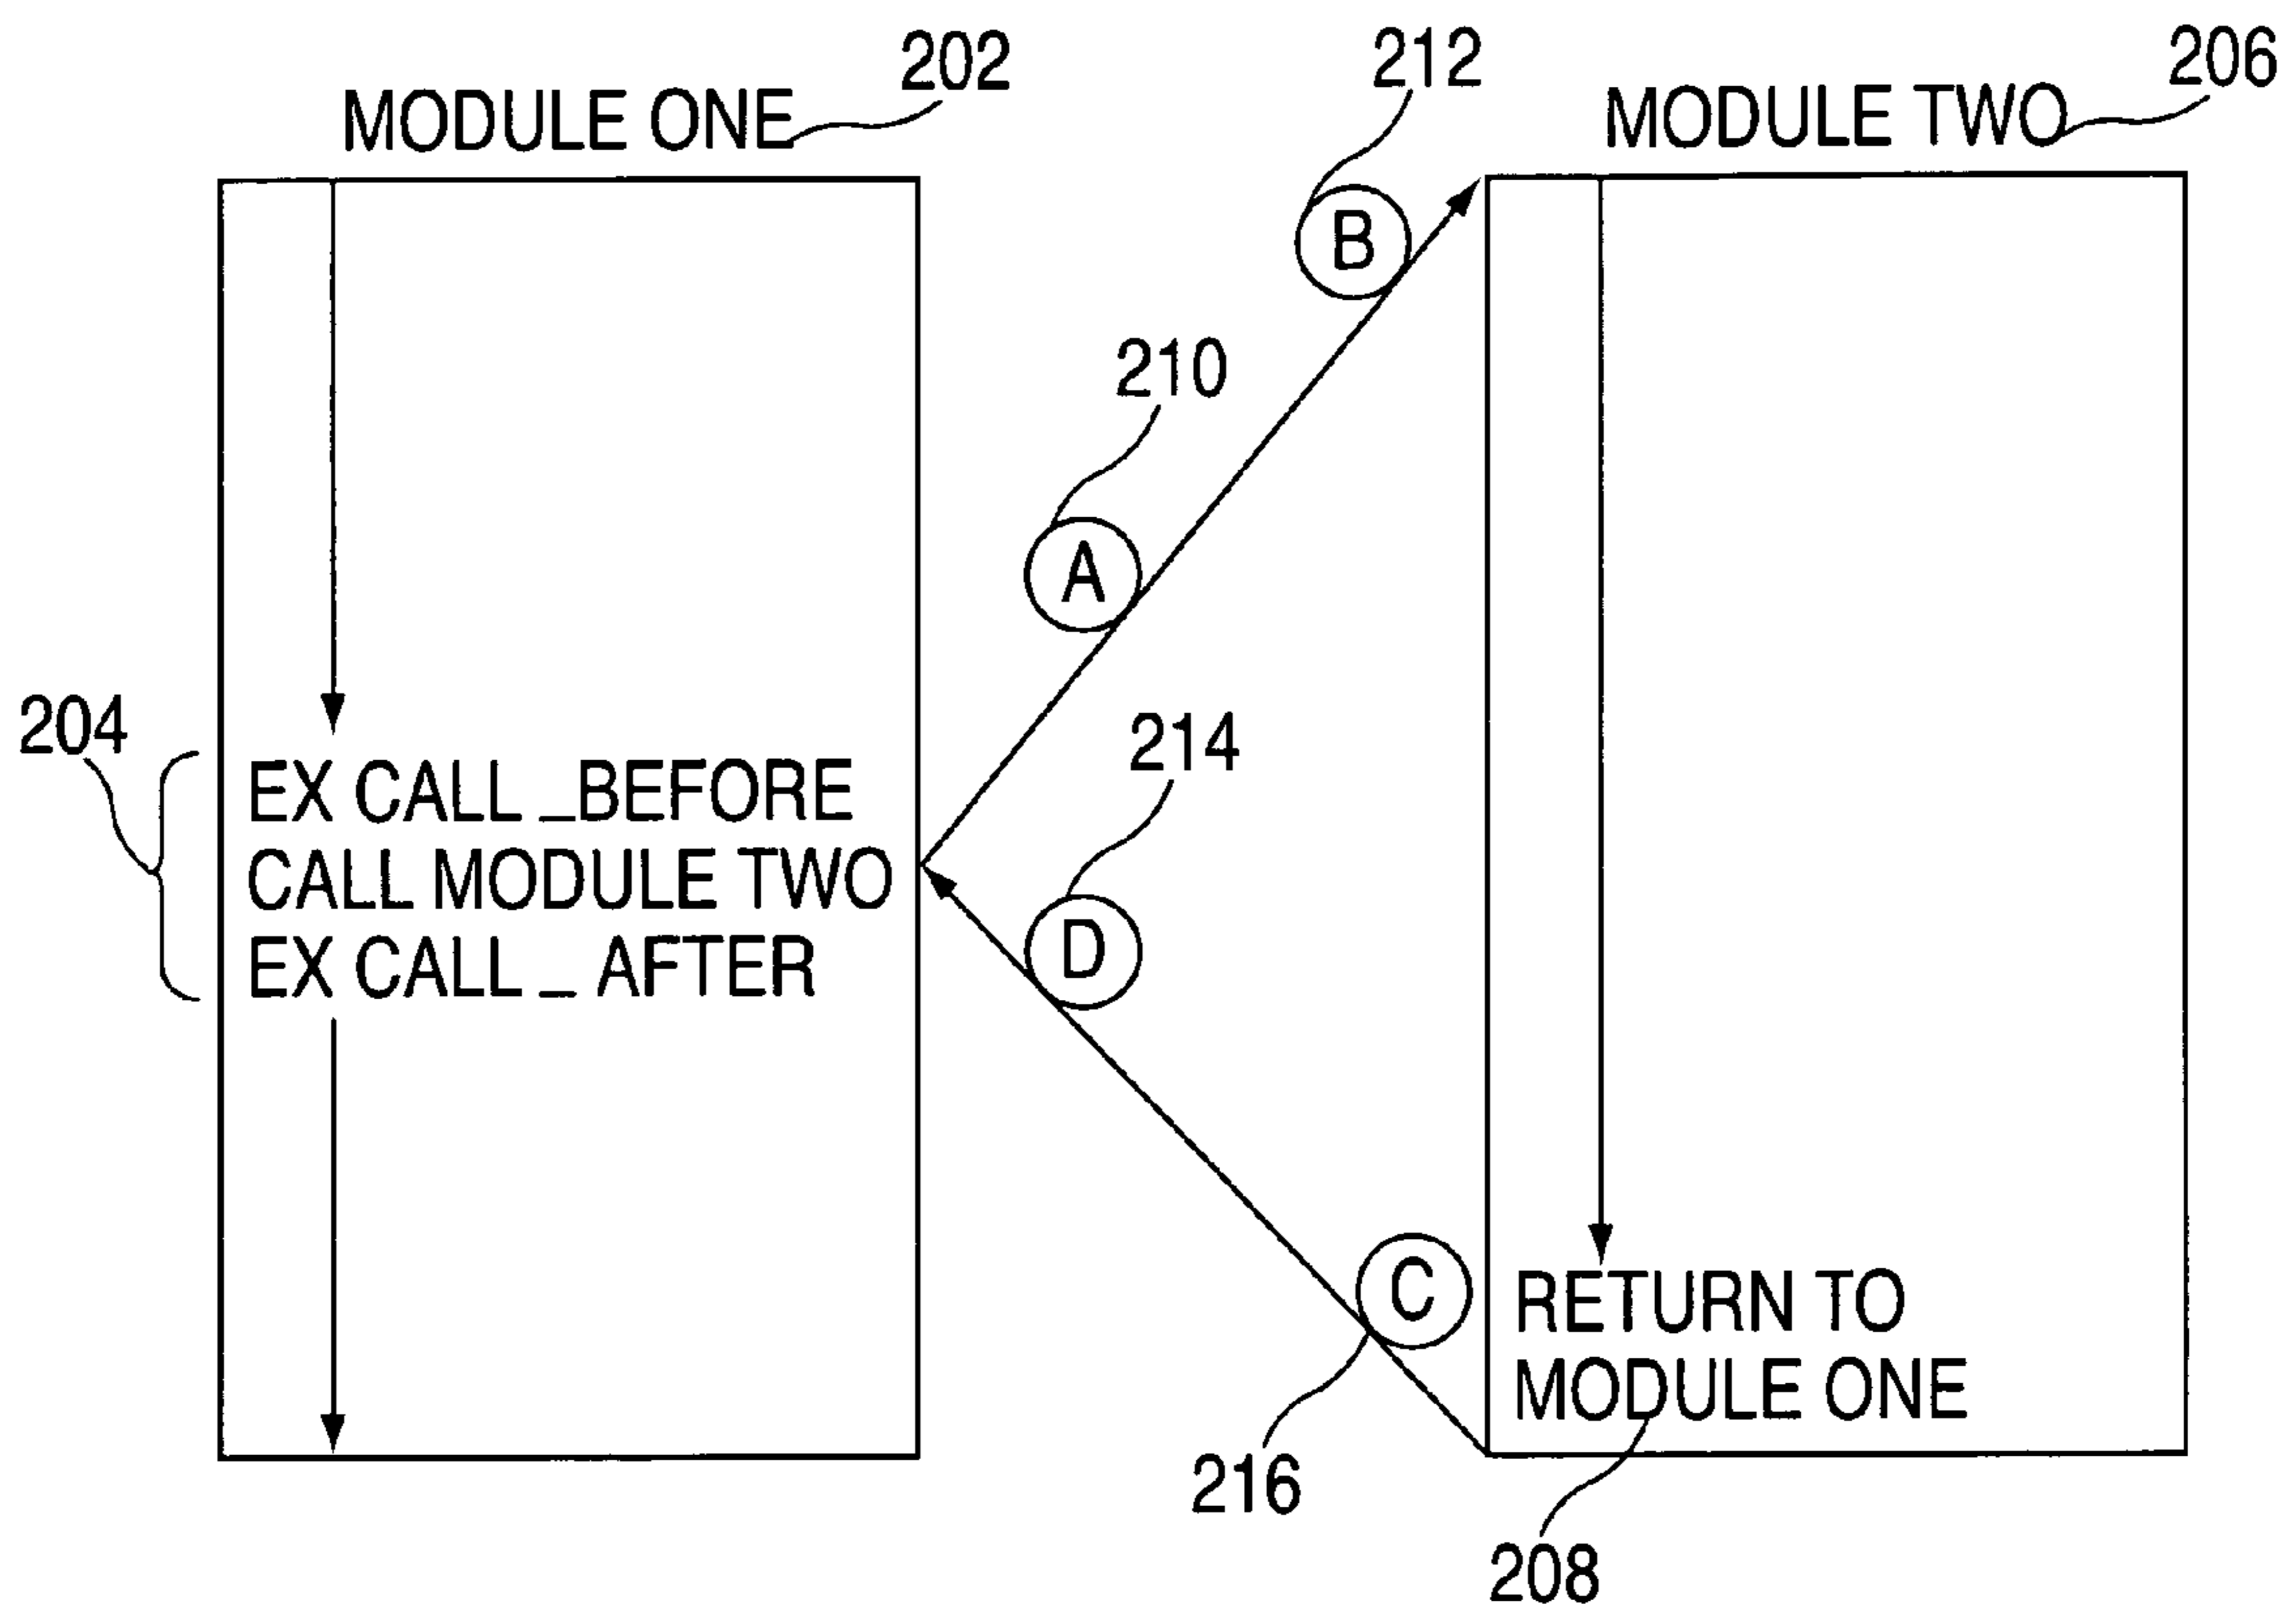 202
MODULE ONE
212
206
MODULE TWO
B
210
A
204
EX CALL _BEFORE
CALL MODULE TWO
EX CALL _ AFTER
214
D
C
RETURN TO
MODULE ONE
216
208